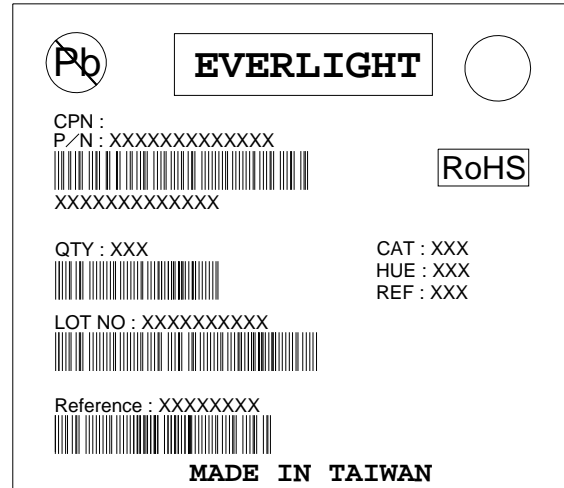 Pb
EVERLIGHT
CPN :
P/N : XXXXXXXXXXXXX
RoHS
XXXXXXXXXXXXX
QTY : XXX
CAT : XXX
HUE : XXX
REF : XXX
LOT NO : XXXXXXXXXX
Reference : XXXXXXXX
MADE IN TAIWAN